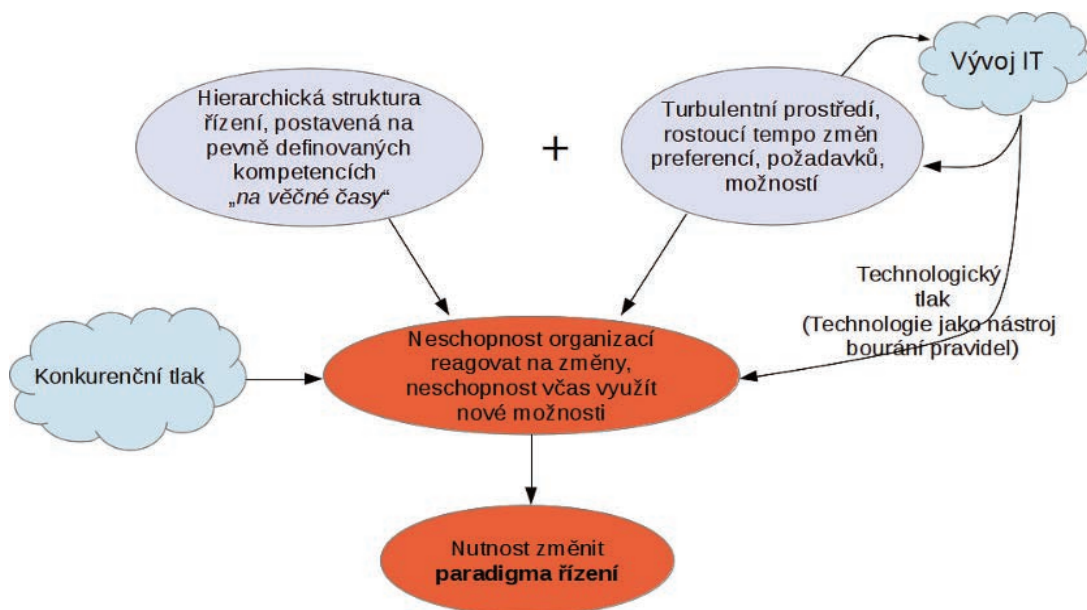 Vývoj IT
Hierarchická struktura
řízení, postavená na
pevně definovaných
kompetencích
„na věčné časy“
+
Turbulentní prostředí,
rostoucí tempo změn
preferencí, požadavků,
možností
Technologický
tlak
(Technologie jako nástroj
bourání pravidel)
Konkurenční tlak
Neschopnost organizací
reagovat na změny,
neschopnost včas využít
nové možnosti
Nutnost změnit
paradigma řízení